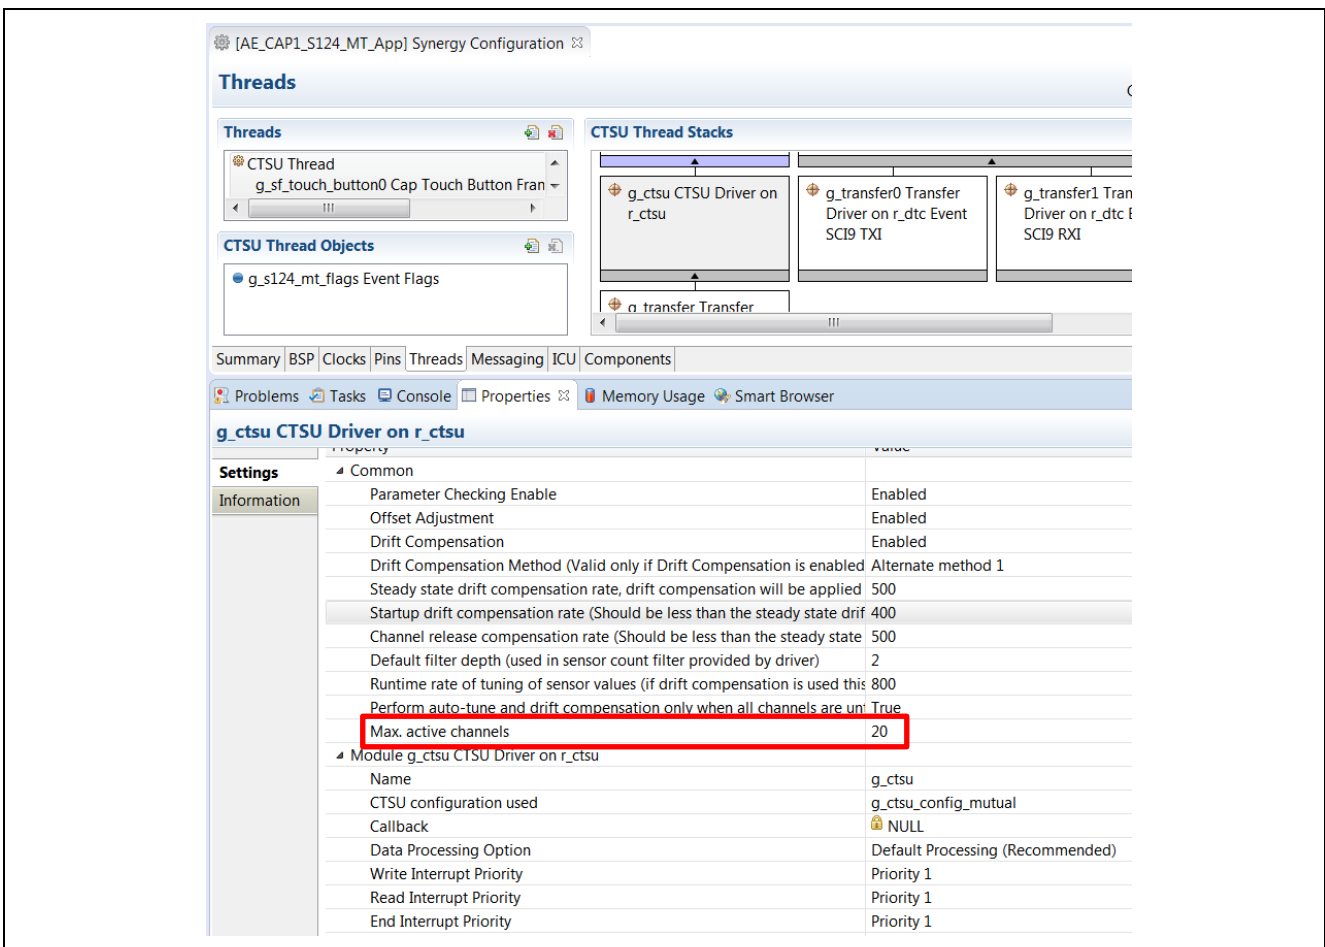 [AE_CAP1_S124_MT_App] Synergy Configuration
Threads
Threads
CTSU Thread Stacks
CTSU Thread
g_sf_touch_button0 Cap Touch Button Fran
g_ctsu CTSU Driver on
r_ctsu
g_transfer0 Transfer
Driver on r_dtc Event
SCI9 TXI
g_transfer1 Tran
Driver on r_dtc E
SCI9 RXI
CTSU Thread Objects
g_s124_mt_flags Event Flags
g_transfer Transfer
Summary BSP Clocks Pins Threads Messaging ICU Components
Problems Tasks Console Properties Memory Usage Smart Browser
g_ctsu CTSU Driver on r_ctsu
Property Value
Settings
Information
Common
Parameter Checking Enable Enabled
Offset Adjustment Enabled
Drift Compensation Enabled
Drift Compensation Method (Valid only if Drift Compensation is enabled Alternate method 1
Steady state drift compensation rate, drift compensation will be applied 500
Startup drift compensation rate (Should be less than the steady state drif 400
Channel release compensation rate (Should be less than the steady state 500
Default filter depth (used in sensor count filter provided by driver) 2
Runtime rate of tuning of sensor values (if drift compensation is used this 800
Perform auto-tune and drift compensation only when all channels are unt True
Max. active channels 20
Module g_ctsu CTSU Driver on r_ctsu
Name g_ctsu
CTSU configuration used g_ctsu_config_mutual
Callback NULL
Data Processing Option Default Processing (Recommended)
Write Interrupt Priority Priority 1
Read Interrupt Priority Priority 1
End Interrupt Priority Priority 1